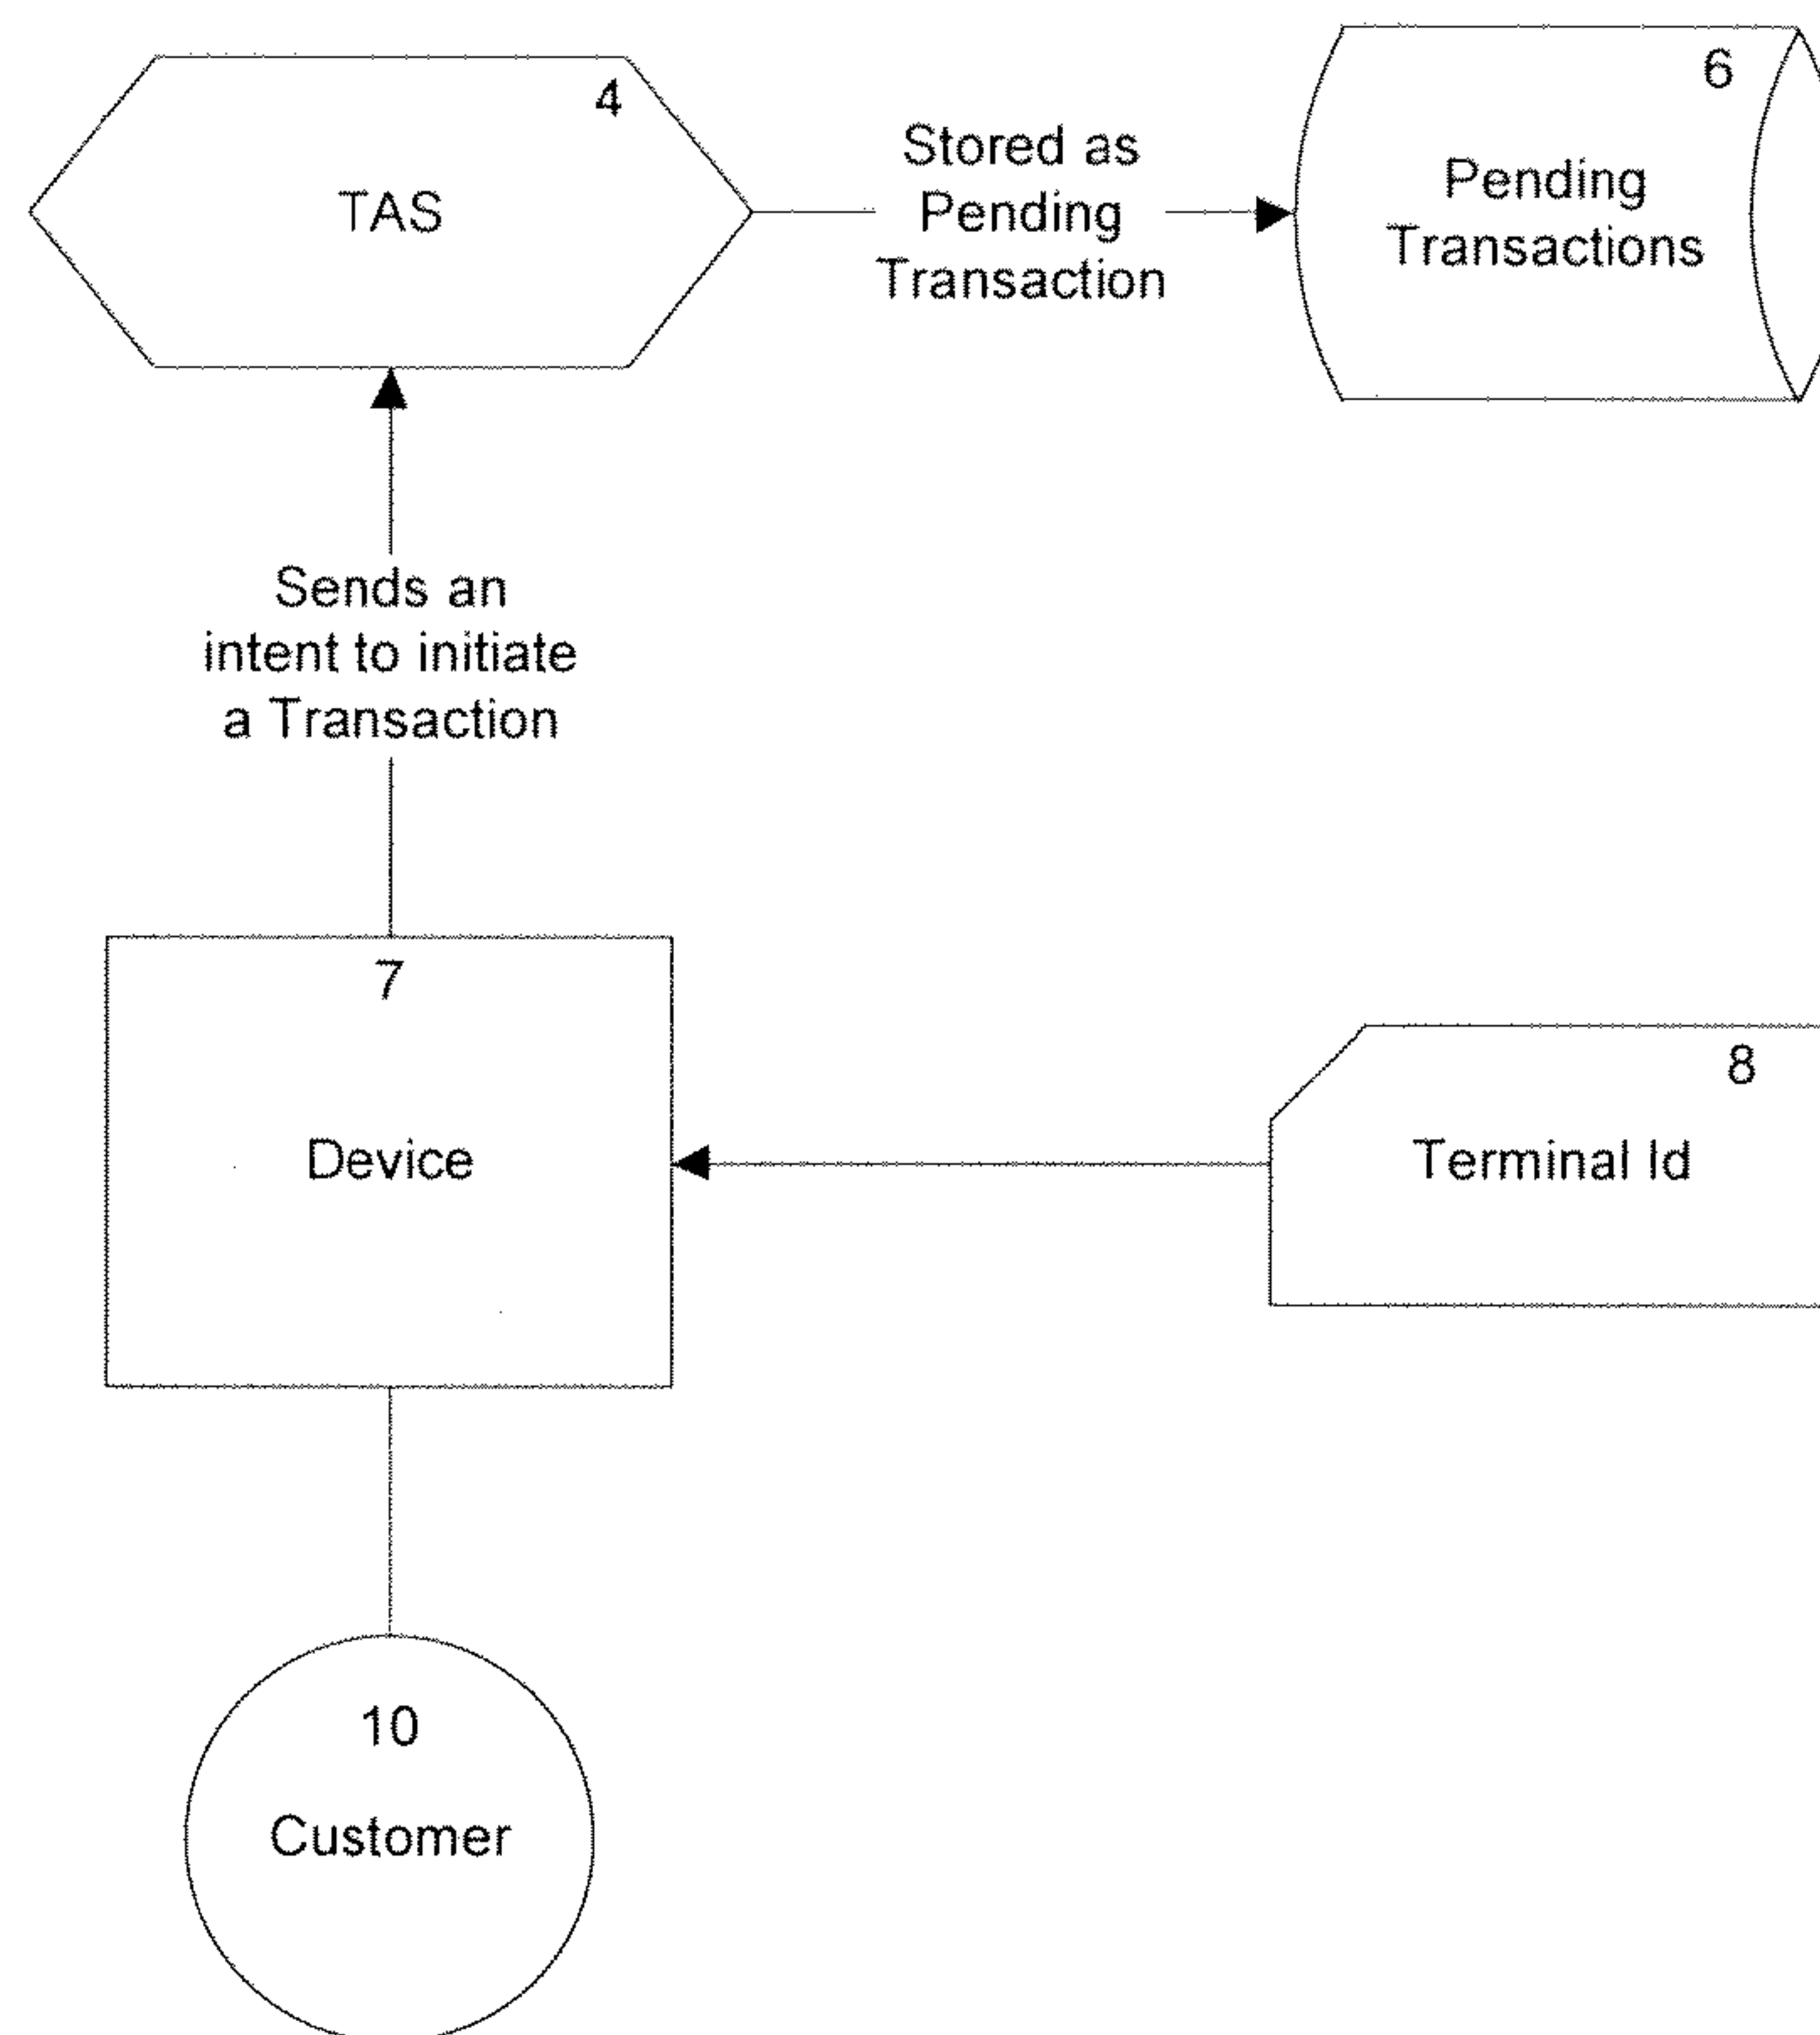 4
TAS
Stored as
Pending
Transaction
6
Pending
Transactions
Sends an
intent to initiate
a Transaction
7
Device
8
Terminal Id
10
Customer